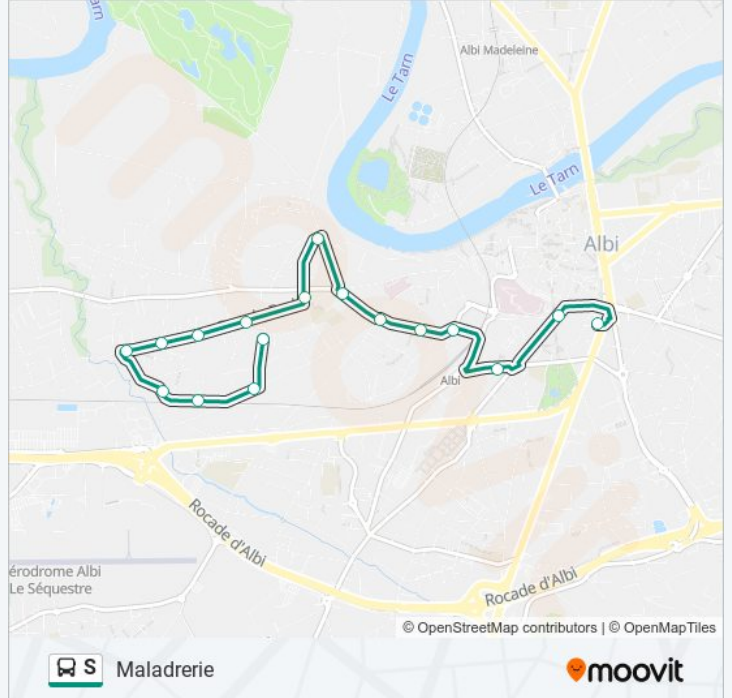 arn
Albi Madeleine
Le Tarn
Le Tarn
Albi
Albi
Rocade d'Albi
érodrome Albi
Le Séquestre
Rocade d'Albi
© OpenStreetMap contributors | © OpenMapTiles
S Maladrerie
moovit